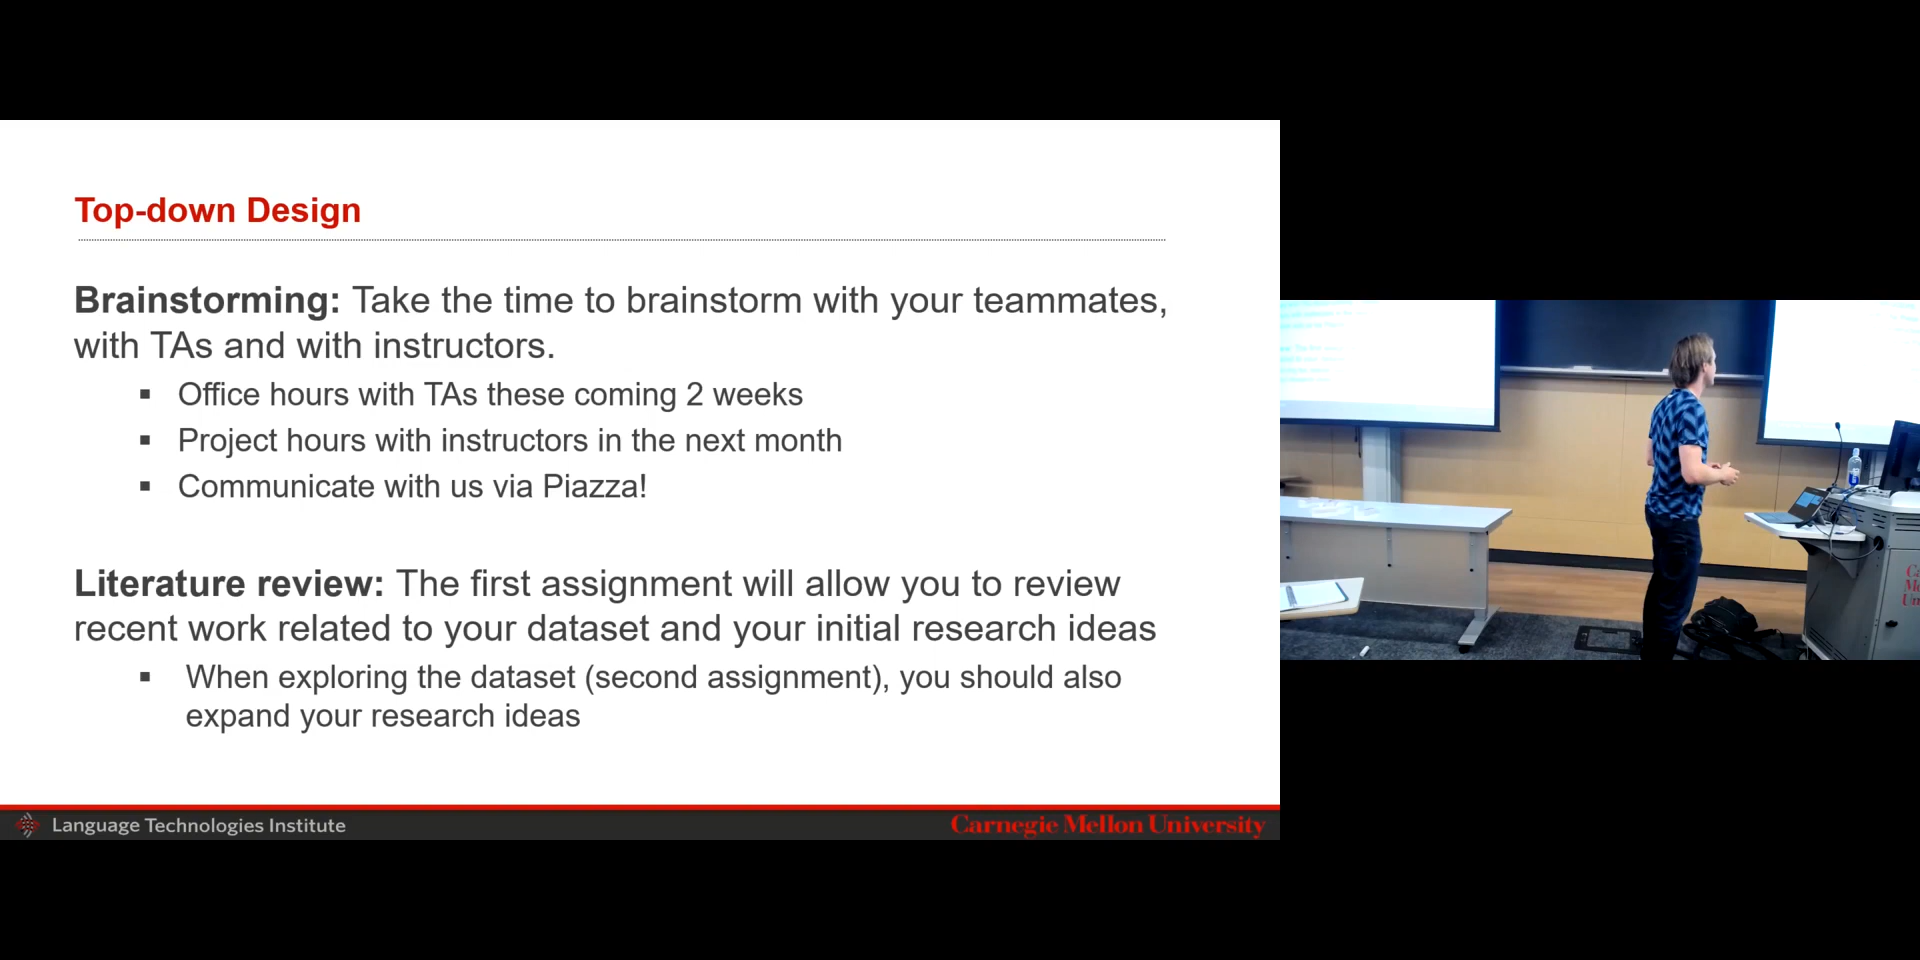 Top-down Design
Brainstorming: Take the time to brainstorm with your teammates,
with TAs and with instructors.
▪ Office hours with TAs these coming 2 weeks
▪ Project hours with instructors in the next month
▪ Communicate with us via Piazza!
Literature review: The first assignment will allow you to review
recent work related to your dataset and your initial research ideas
▪ When exploring the dataset (second assignment), you should also
expand your research ideas
Language Technologies Institute
Carnegie Mellon University